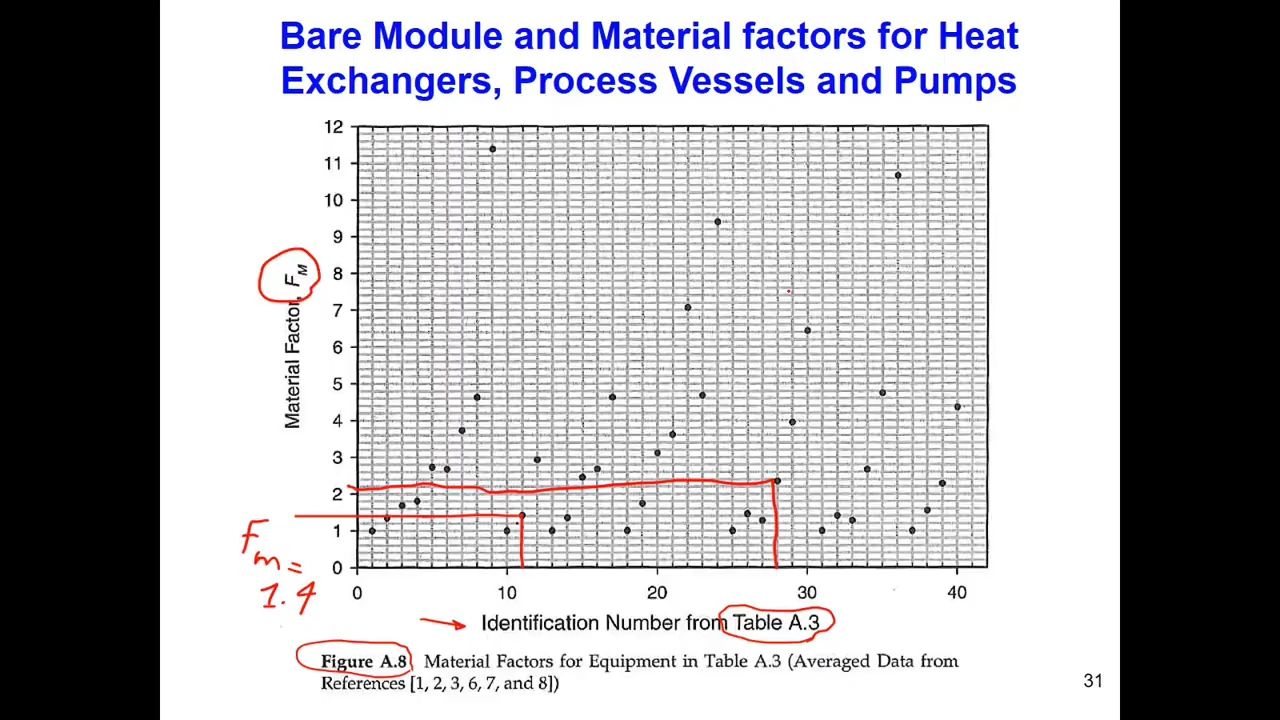 Bare Module and Material factors for Heat
Exchangers, Process Vessels and Pumps
12
11
10
9
8
7
6
5
4
3
2
1
0
Material Factor, FM
Fm =
1.4
0 10 20 30 40
Identification Number from Table A.3
Figure A.8 Material Factors for Equipment in Table A.3 (Averaged Data from
References [1, 2, 3, 6, 7, and 8])
31